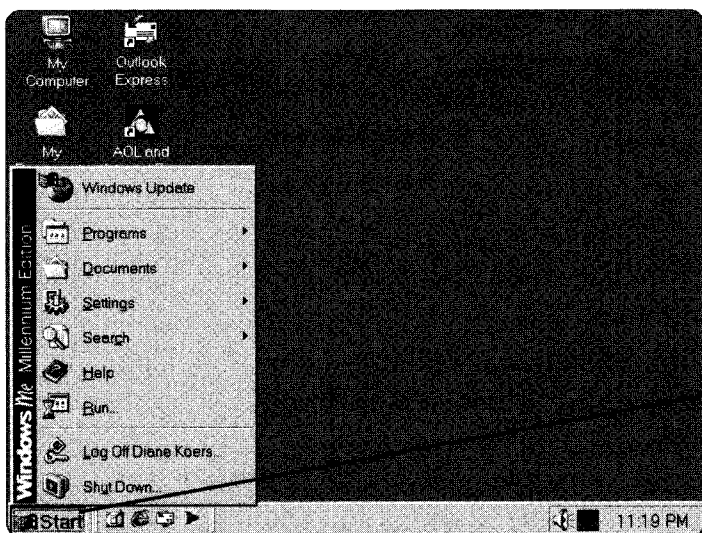 My
Computer
Outlook
Express
My
AOL and
Windows Me Millennium Edition
Windows Update
Programs
Documents
Settings
Search
Help
Run...
Log Off Diane Koers...
Shut Down...
Start
11:19 PM